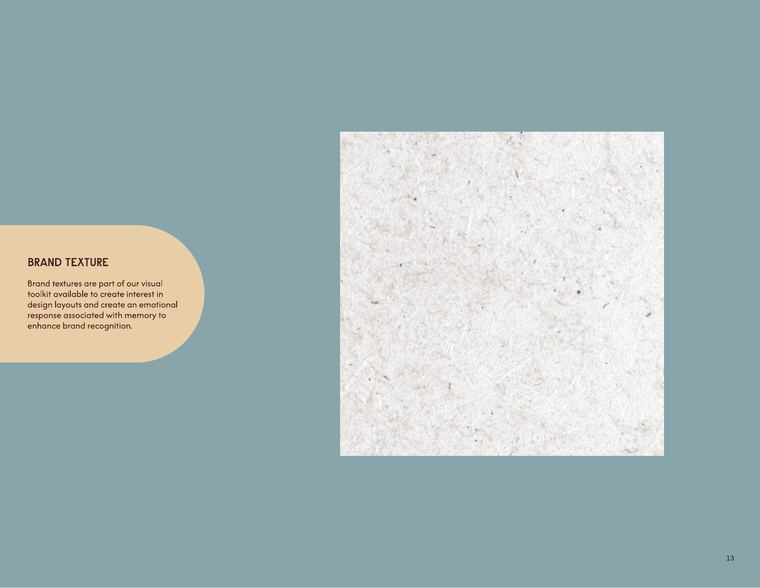 BRAND TEXTURE
Brand textures are part of our visual
toolkit available to create interest in
design layouts and create an emotional
response associated with memory to
enhance brand recognition.
13